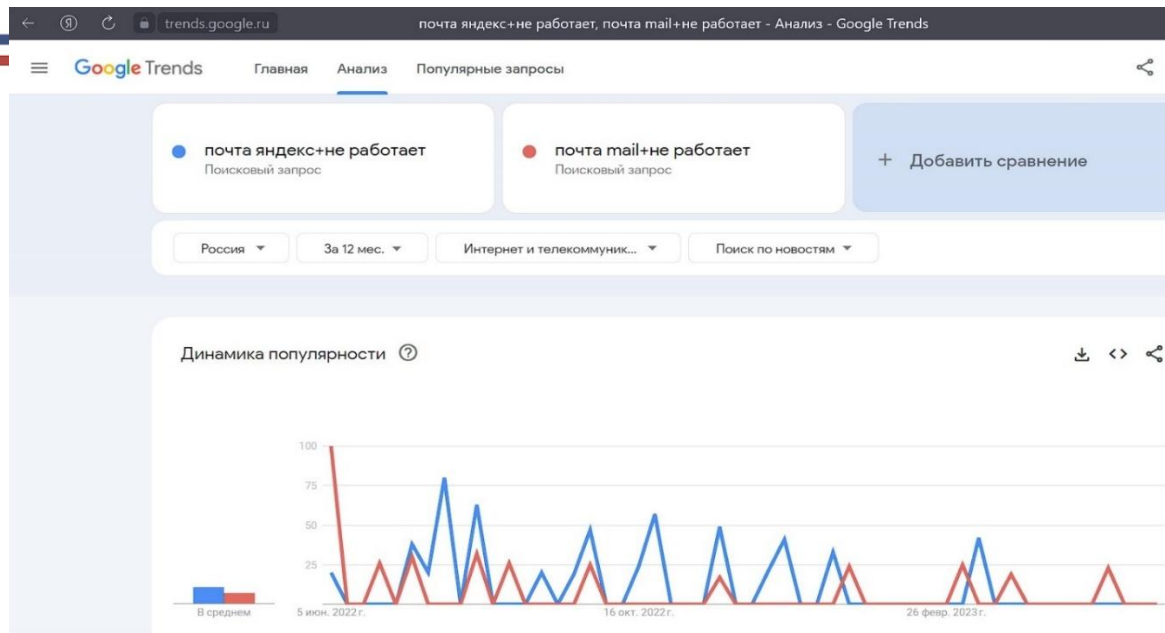 trends.google.ru
почта яндекс+не работает, почта mail+не работает - Анализ - Google Trends
Google Trends
Главная
Анализ
Популярные запросы
почта яндекс+не работает
Поисковый запрос
почта mail+не работает
Поисковый запрос
+ Добавить сравнение
Россия
За 12 мес.
Интернет и телекоммуник...
Поиск по новостям
Динамика популярности
100
75
50
25
В среднем
5 июн. 2022 г.
16 окт. 2022 г.
26 февр. 2023 г.